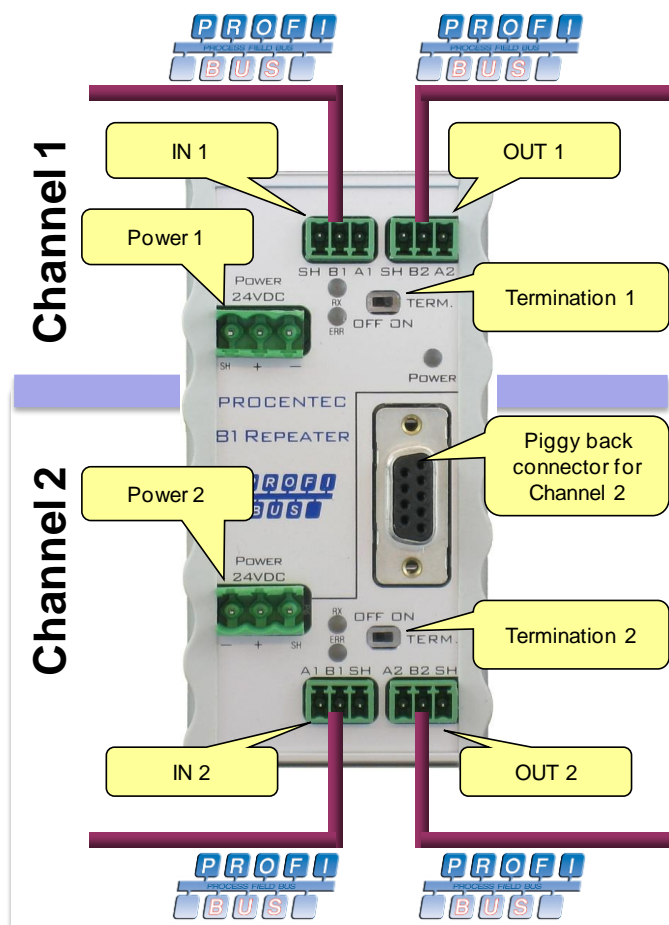 PROFI PROFI
PROCESS FIELD BUS PROCESS FIELD BUS
BUS BUS
Channel 1
IN 1
OUT 1
Power 1
SH B1 A1 SH B2 A2
POWER
24VDC
RX
TERM.
Termination 1
ERR
OFF ON
SH + −
POWER
PROCENTEC
B1 REPEATER
Piggy back
connector for
Channel 2
Channel 2
Power 2
PROFI
BUS
POWER
24VDC
RX
OFF ON
ERR
TERM.
Termination 2
− + SH
A1 B1 SH A2 B2 SH
IN 2
OUT 2
PROFI PROFI
PROCESS FIELD BUS PROCESS FIELD BUS
BUS BUS